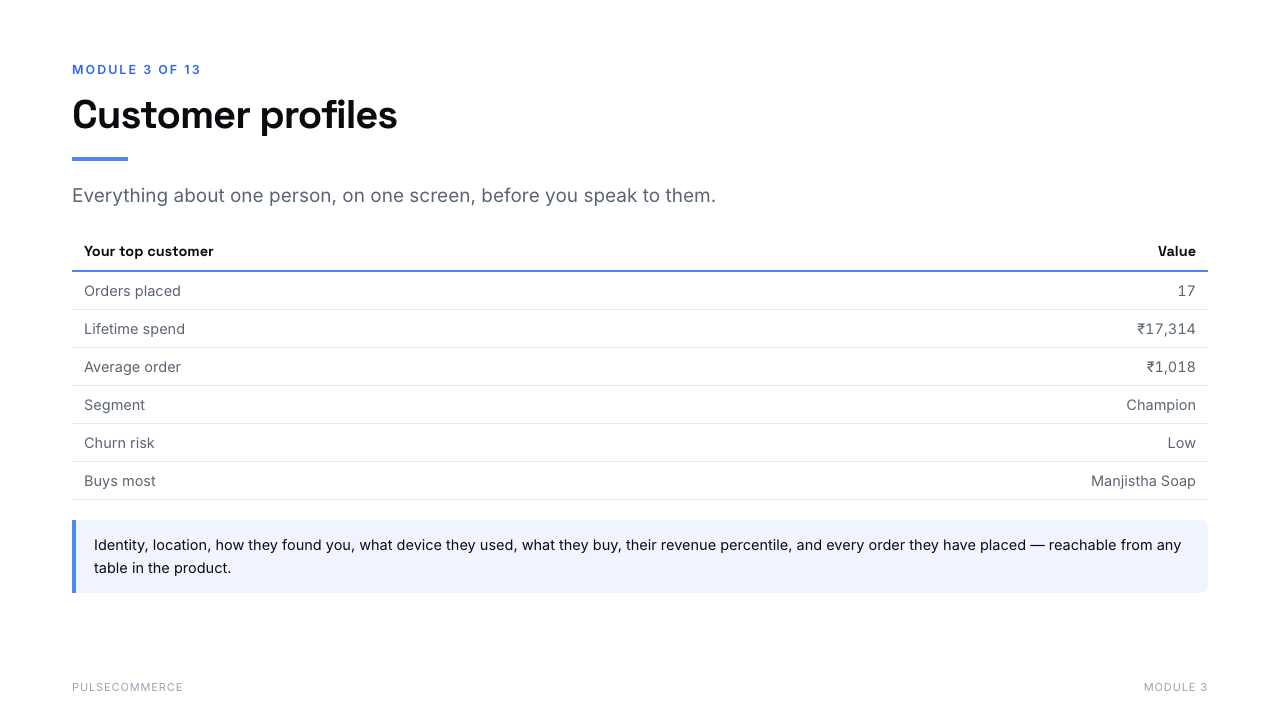 MODULE 3 OF 13
Customer profiles
Everything about one person, on one screen, before you speak to them.
Your top customer Value
Orders placed 17
Lifetime spend ₹17,314
Average order ₹1,018
Segment Champion
Churn risk Low
Buys most Manjistha Soap
Identity, location, how they found you, what device they used, what they buy, their revenue percentile, and every order they have placed — reachable from any
table in the product.
PULSECOMMERCE MODULE 3